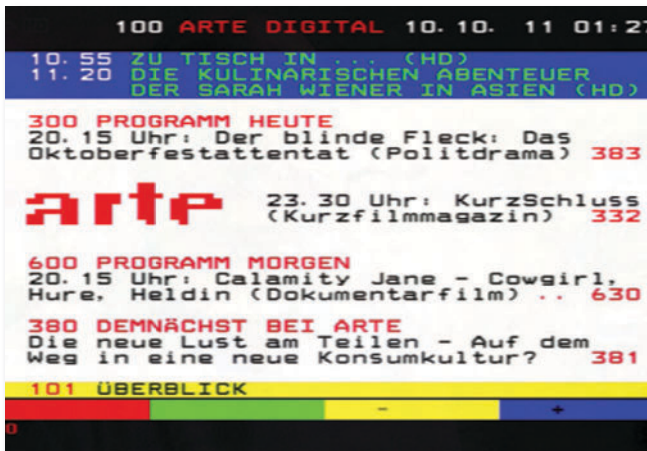 100 ARTE DIGITAL 10.10. 11 01:27
10.55 ZU TISCH IN ... (HD)
11.20 DIE KULINARISCHEN ABENTEUER
DER SARAH WIENER IN ASIEN (HD)
300 PROGRAMM HEUTE
20.15 Uhr: Der blinde Fleck: Das
Oktoberfestattentat (Politdrama) 383
arte
23.30 Uhr: KurzSchluss
(Kurzfilmmagazin) 332
600 PROGRAMM MORGEN
20.15 Uhr: Calamity Jane - Cowgirl,
Hure, Heldin (Dokumentarfilm) .. 630
380 DEMNÄCHST BEI ARTE
Die neue Lust am Teilen - Auf dem
Weg in eine neue Konsumkultur? 381
101 ÜBERBLICK
- +
0